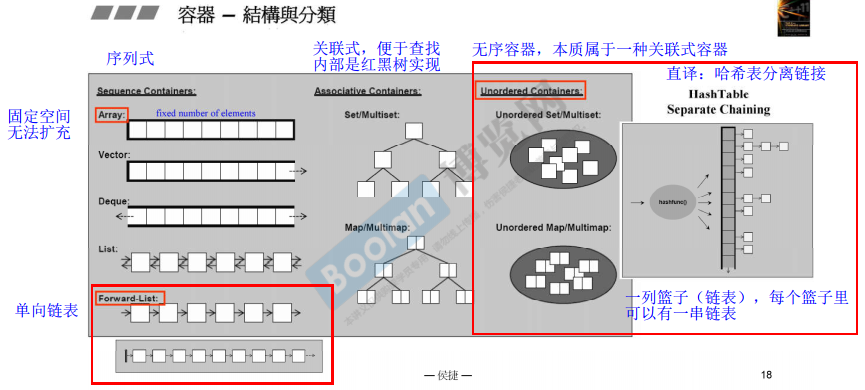 容器 — 結構與分類
序列式
关联式，便于查找
内部是红黑树实现
无序容器，本质属于一种关联式容器
直译：哈希表分离链接
Sequence Containers:
Associative Containers:
Unordered Containers:
HashTable
Separate Chaining
固定空间
无法扩充
Array:
fixed number of elements
Set/Multiset:
Unordered Set/Multiset:
Vector:
Deque:
hashfunc()
List:
Map/Multimap:
Unordered Map/Multimap:
Boolan 博览网
单向链表
Forward-List:
一列篮子（链表），每个篮子里
可以有一串链表
— 侯捷 —
18